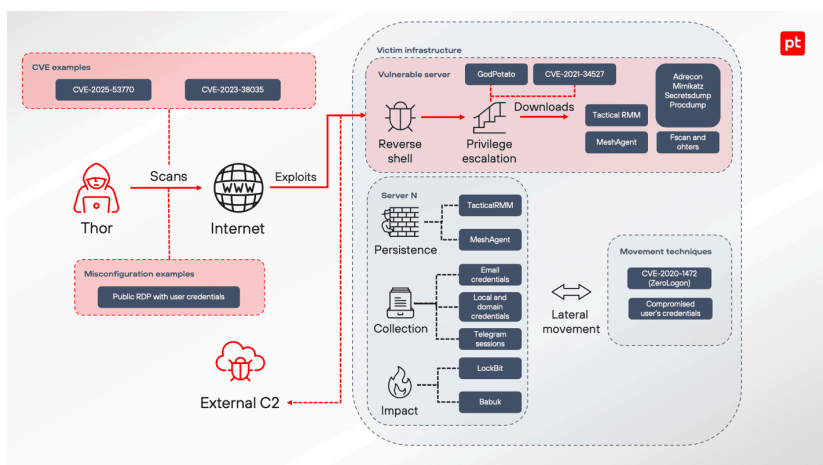 pt
CVE examples
CVE-2025-53770
CVE-2023-38035
Thor
Scans
Internet
WWW
Exploits
Misconfiguration examples
Public RDP with user credentials
External C2
Victim infrastructure
Vulnerable server
GodPotato
CVE-2021-34527
Reverse
shell
Privilege
escalation
Downloads
Tactical RMM
MeshAgent
Adrecon
Mimikatz
Secretsdump
Procdump
Fscan and
ohters
Server N
Persistence
TacticalRMM
MeshAgent
Collection
Email
credentials
Local and
domain
credentials
Telegram
sessions
Impact
LockBit
Babuk
Lateral
movement
Movement techniques
CVE-2020-1472
(ZeroLogon)
Compromised
user's credentials